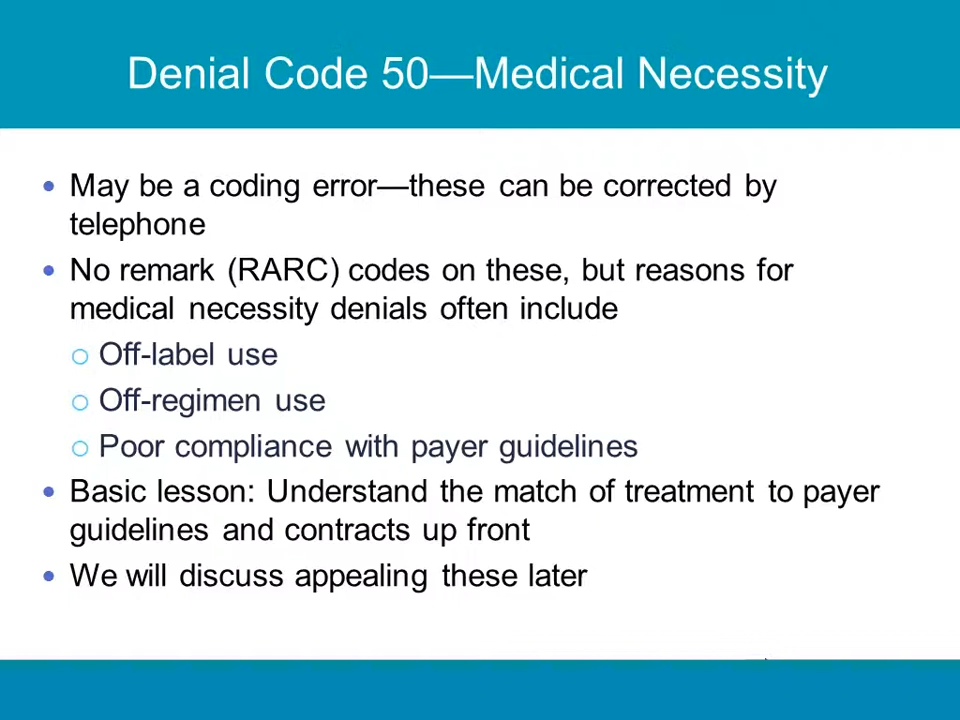 Denial Code 50—Medical Necessity
• May be a coding error—these can be corrected by
telephone
• No remark (RARC) codes on these, but reasons for
medical necessity denials often include
○ Off-label use
○ Off-regimen use
○ Poor compliance with payer guidelines
• Basic lesson: Understand the match of treatment to payer
guidelines and contracts up front
• We will discuss appealing these later